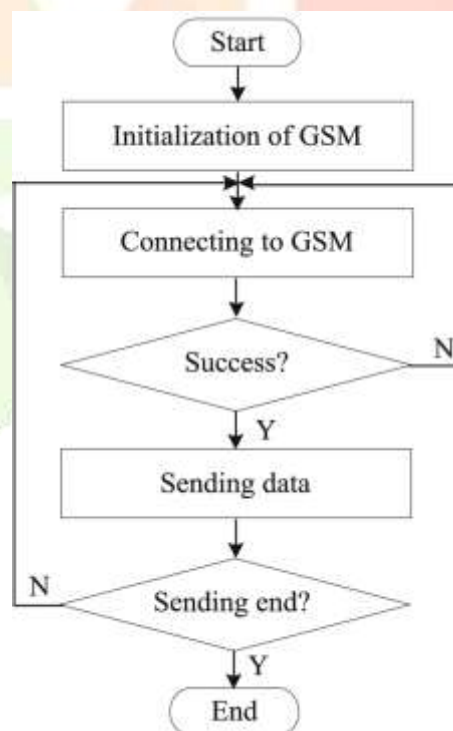 Start
Initialization of GSM
Connecting to GSM
Success?
N
Y
Sending data
N
Sending end?
Y
End